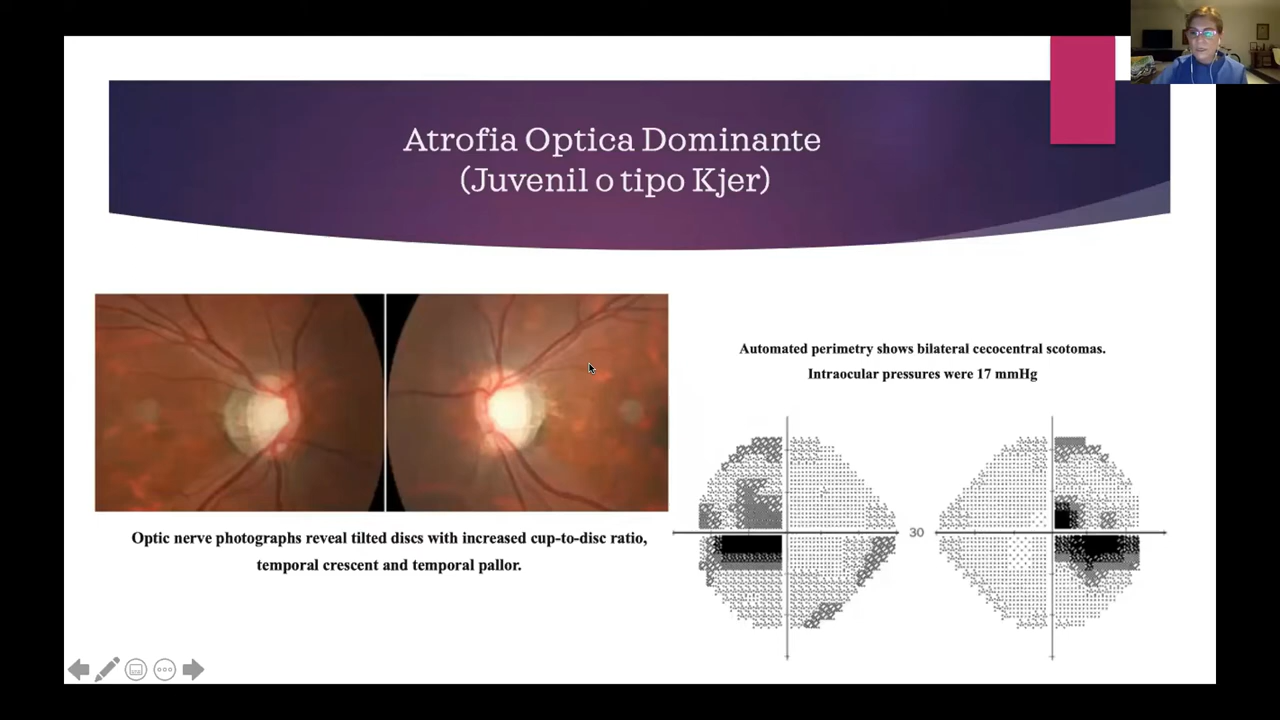 Atrofia Optica Dominante
(Juvenil o tipo Kjer)
Automated perimetry shows bilateral cecocentral scotomas.
Intraocular pressures were 17 mmHg
30
Optic nerve photographs reveal tilted discs with increased cup-to-disc ratio,
temporal crescent and temporal pallor.